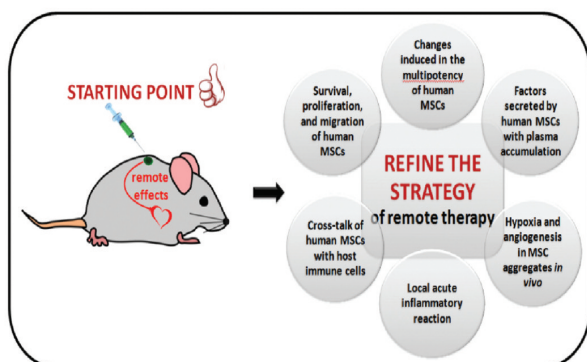 STARTING POINT
remote
effects
Changes
induced in the
multipotency
of human
MSCs
Survival,
proliferation,
and migration
of human
MSCs
Factors
secreted by
human MSCs
with plasma
accumulation
REFINE THE
STRATEGY
of remote therapy
Cross-talk of
human MSCs
with host
immune cells
Hypoxia and
angiogenesis
in MSC
aggregates in
vivo
Local acute
inflammatory
reaction